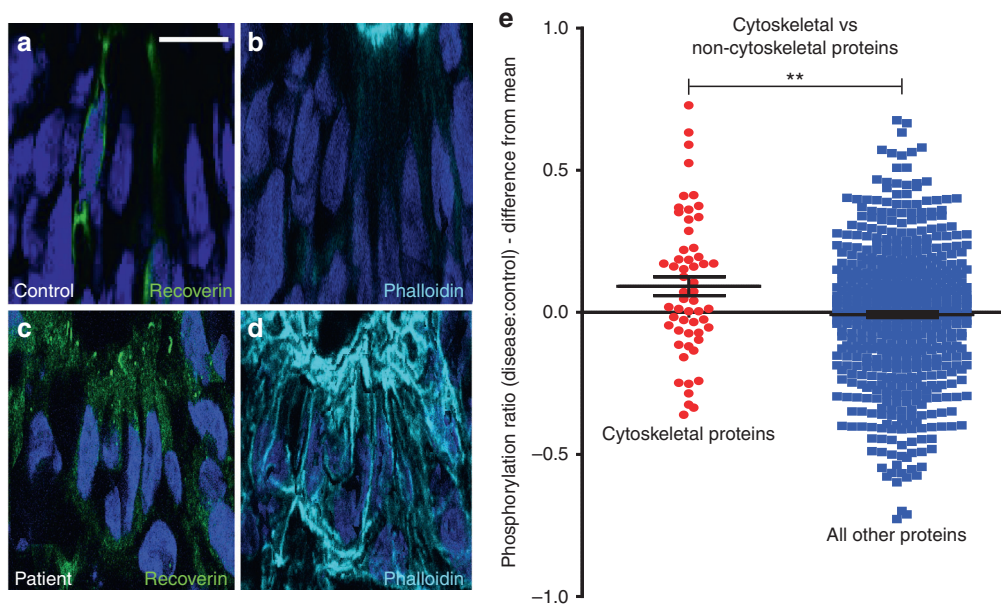 a
b
Control
Recoverin
Phalloidin
c
d
Patient
Recoverin
Phalloidin
e
Phosphorylation ratio (disease:control) - difference from mean
1.0
0.5
0.0
−0.5
−1.0
Cytoskeletal vs
non-cytoskeletal proteins
**
Cytoskeletal proteins
All other proteins